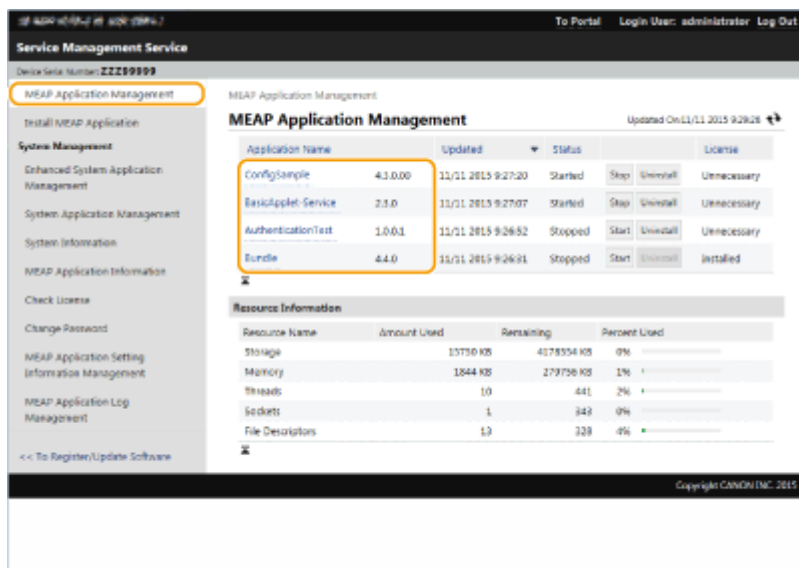 To Portal Login User: administrator Log Out
Service Management Service
Device Serial Number: ZZZ99999
MEAP Application Management
Install MEAP Application
System Management
Enhanced System Application
Management
System Application Management
System Information
MEAP Application Information
Check License
Change Password
MEAP Application Setting
Information Management
MEAP Application Log
Management
<< To Register/Update Software
MEAP Application Management
MEAP Application Management Updated On:11/11 2015 9:29:28
Application Name Updated Status License
ConfigSample 4.3.0.00 11/11 2015 9:27:20 Started Stop Uninstall Unnecessary
BasicApplet-Service 2.3.0 11/11 2015 9:27:07 Started Stop Uninstall Unnecessary
AuthenticationTest 1.0.0.1 11/11 2015 9:26:52 Stopped Start Uninstall Unnecessary
Bundle 4.4.0 11/11 2015 9:26:31 Stopped Start Uninstall Installed
Resource Information
Resource Name Amount Used Remaining Percent Used
Storage 15750 KB 4178554 KB 0%
Memory 1844 KB 279756 KB 1%
Threads 10 441 2%
Sockets 1 343 0%
File Descriptors 13 328 4%
Copyright CANON INC. 2015